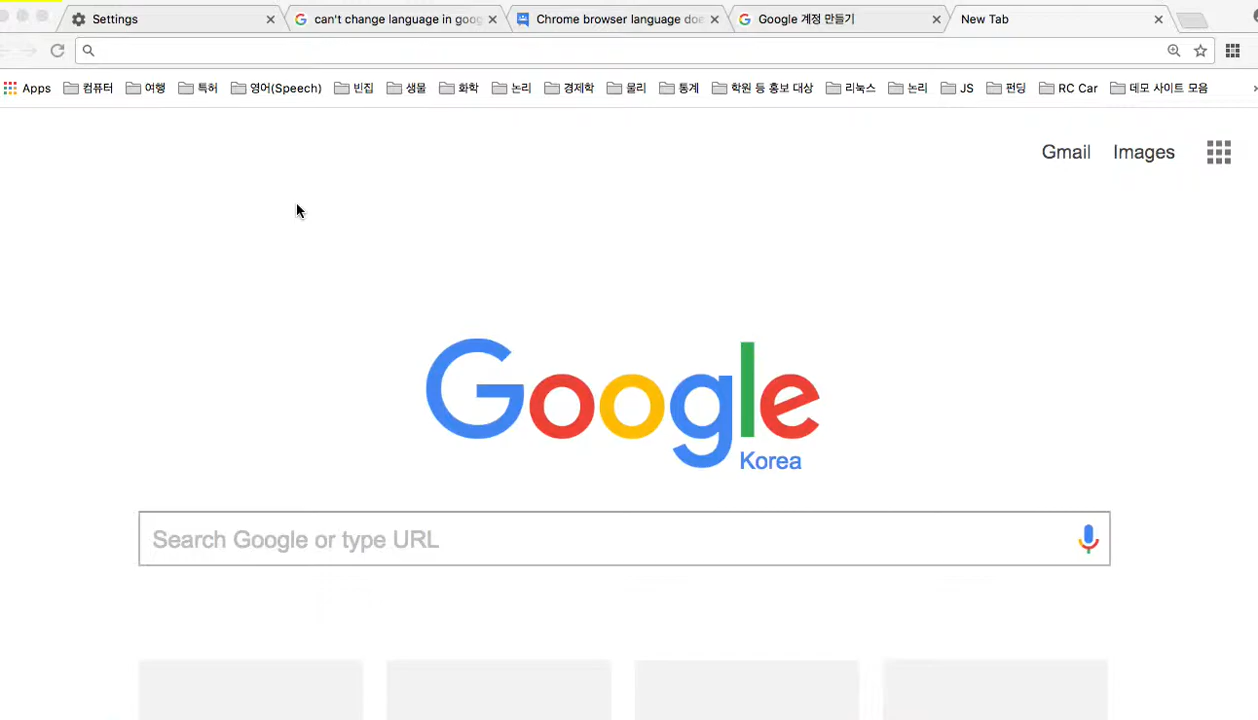 Settings can't change language in goog Chrome browser language doe Google 계정 만들기 New Tab
Apps 컴퓨터 여행 특허 영어(Speech) 빈집 생물 화학 논리 경제학 물리 통계 학원 등 홍보 대상 리눅스 논리 JS 펀딩 RC Car 데모 사이트 모음
Gmail Images
Google
Korea
Search Google or type URL